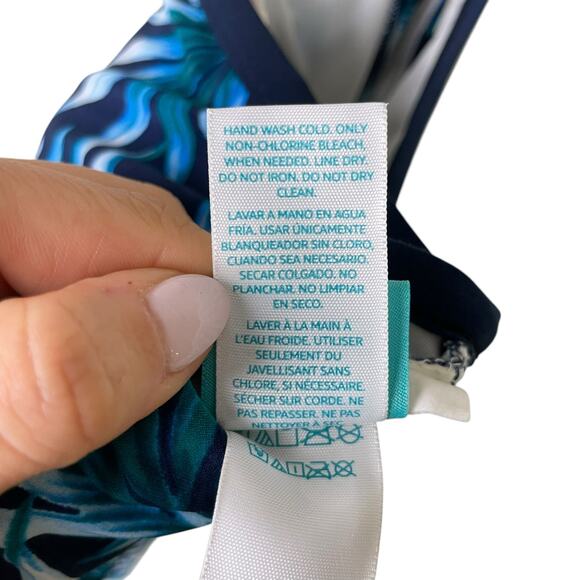 HAND WASH COLD. ONLY
NON-CHLORINE BLEACH,
WHEN NEEDED. LINE DRY.
DO NOT IRON. DO NOT DRY
CLEAN.
LAVAR A MANO EN AGUA
FRÍA. USAR ÚNICAMENTE
BLANQUEADOR SIN CLORO,
CUANDO SEA NECESARIO.
SECAR COLGADO. NO
PLANCHAR. NO LIMPIAR
EN SECO.
LAVER À LA MAIN À
L'EAU FROIDE. UTILISER
SEULEMENT DU
JAVELLISANT SANS
CHLORE, SI NÉCESSAIRE.
SÉCHER SUR CORDE. NE
PAS REPASSER. NE PAS
NETTOYER À SEC